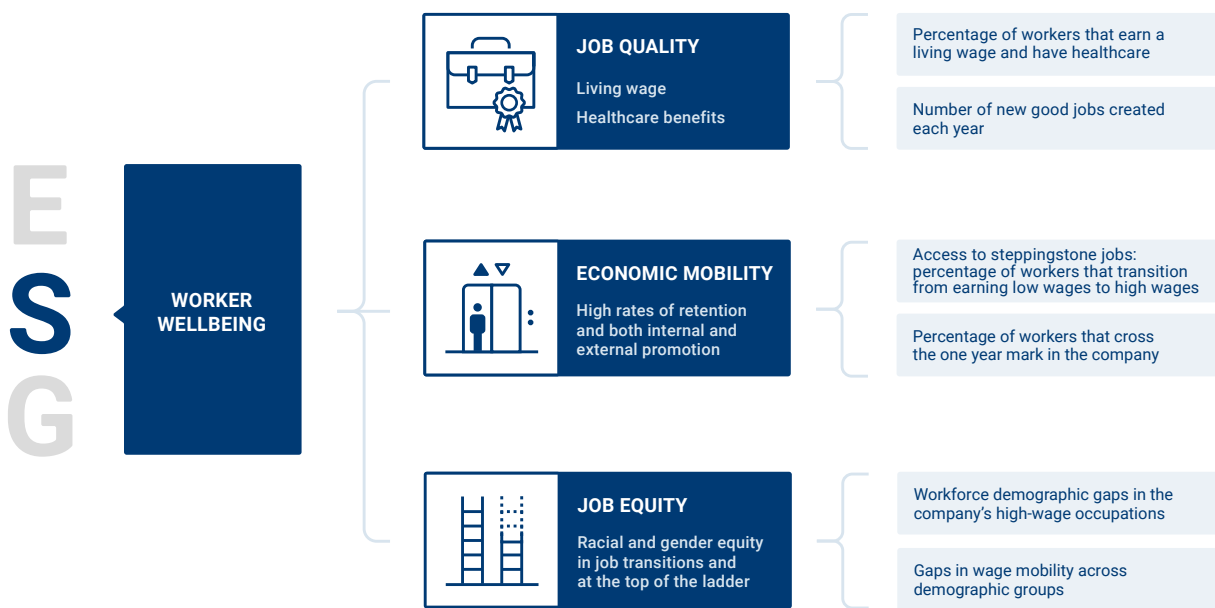 E
S
G
WORKER
WELLBEING
JOB QUALITY
Living wage
Healthcare benefits
Percentage of workers that earn a
living wage and have healthcare
Number of new good jobs created
each year
ECONOMIC MOBILITY
High rates of retention
and both internal and
external promotion
Access to steppingstone jobs:
percentage of workers that transition
from earning low wages to high wages
Percentage of workers that cross
the one year mark in the company
JOB EQUITY
Racial and gender equity
in job transitions and
at the top of the ladder
Workforce demographic gaps in the
company’s high-wage occupations
Gaps in wage mobility across
demographic groups